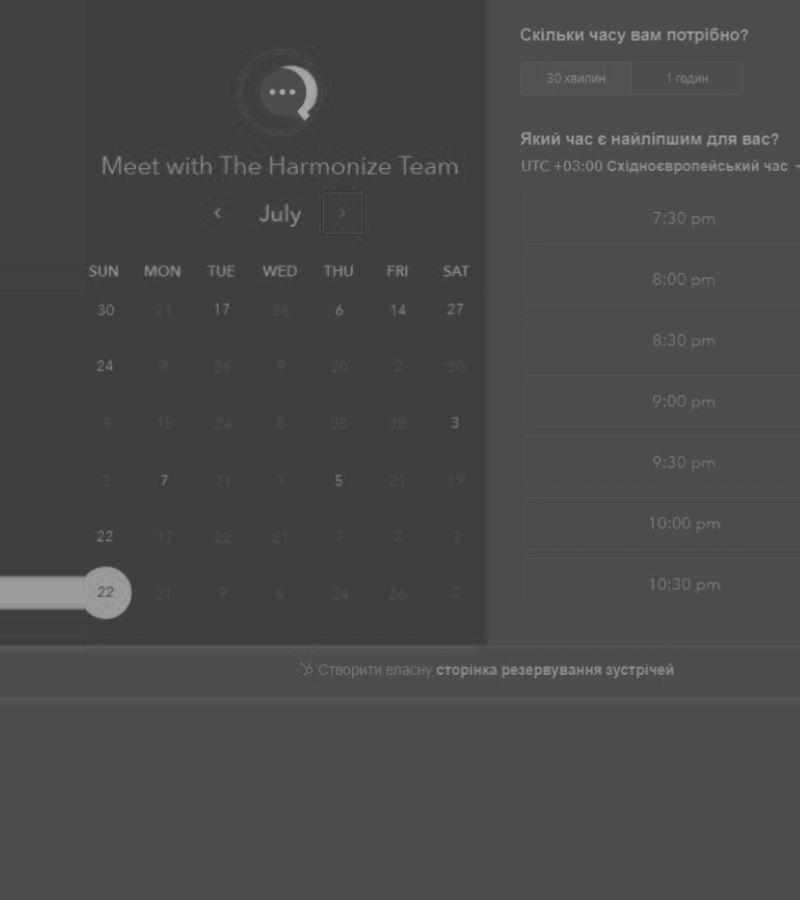 Meet with The Harmonize Team
July
SUN MON TUE WED THU FRI SAT
30 21 17 26 6 14 27
24 8 26 9 20 2 20
3 15 24 8 28 28 3
3 7 31 1 5 21 19
22 17 22 21 7 2 3
22 21 9 6 24 26 2
Скільки часу вам потрібно?
30 хвилин 1 годин
Який час є найліпшим для вас?
UTC +03:00 Східноєвропейський час
7:30 pm
8:00 pm
8:30 pm
9:00 pm
9:30 pm
10:00 pm
10:30 pm
Створити власну сторінка резервування зустрічей